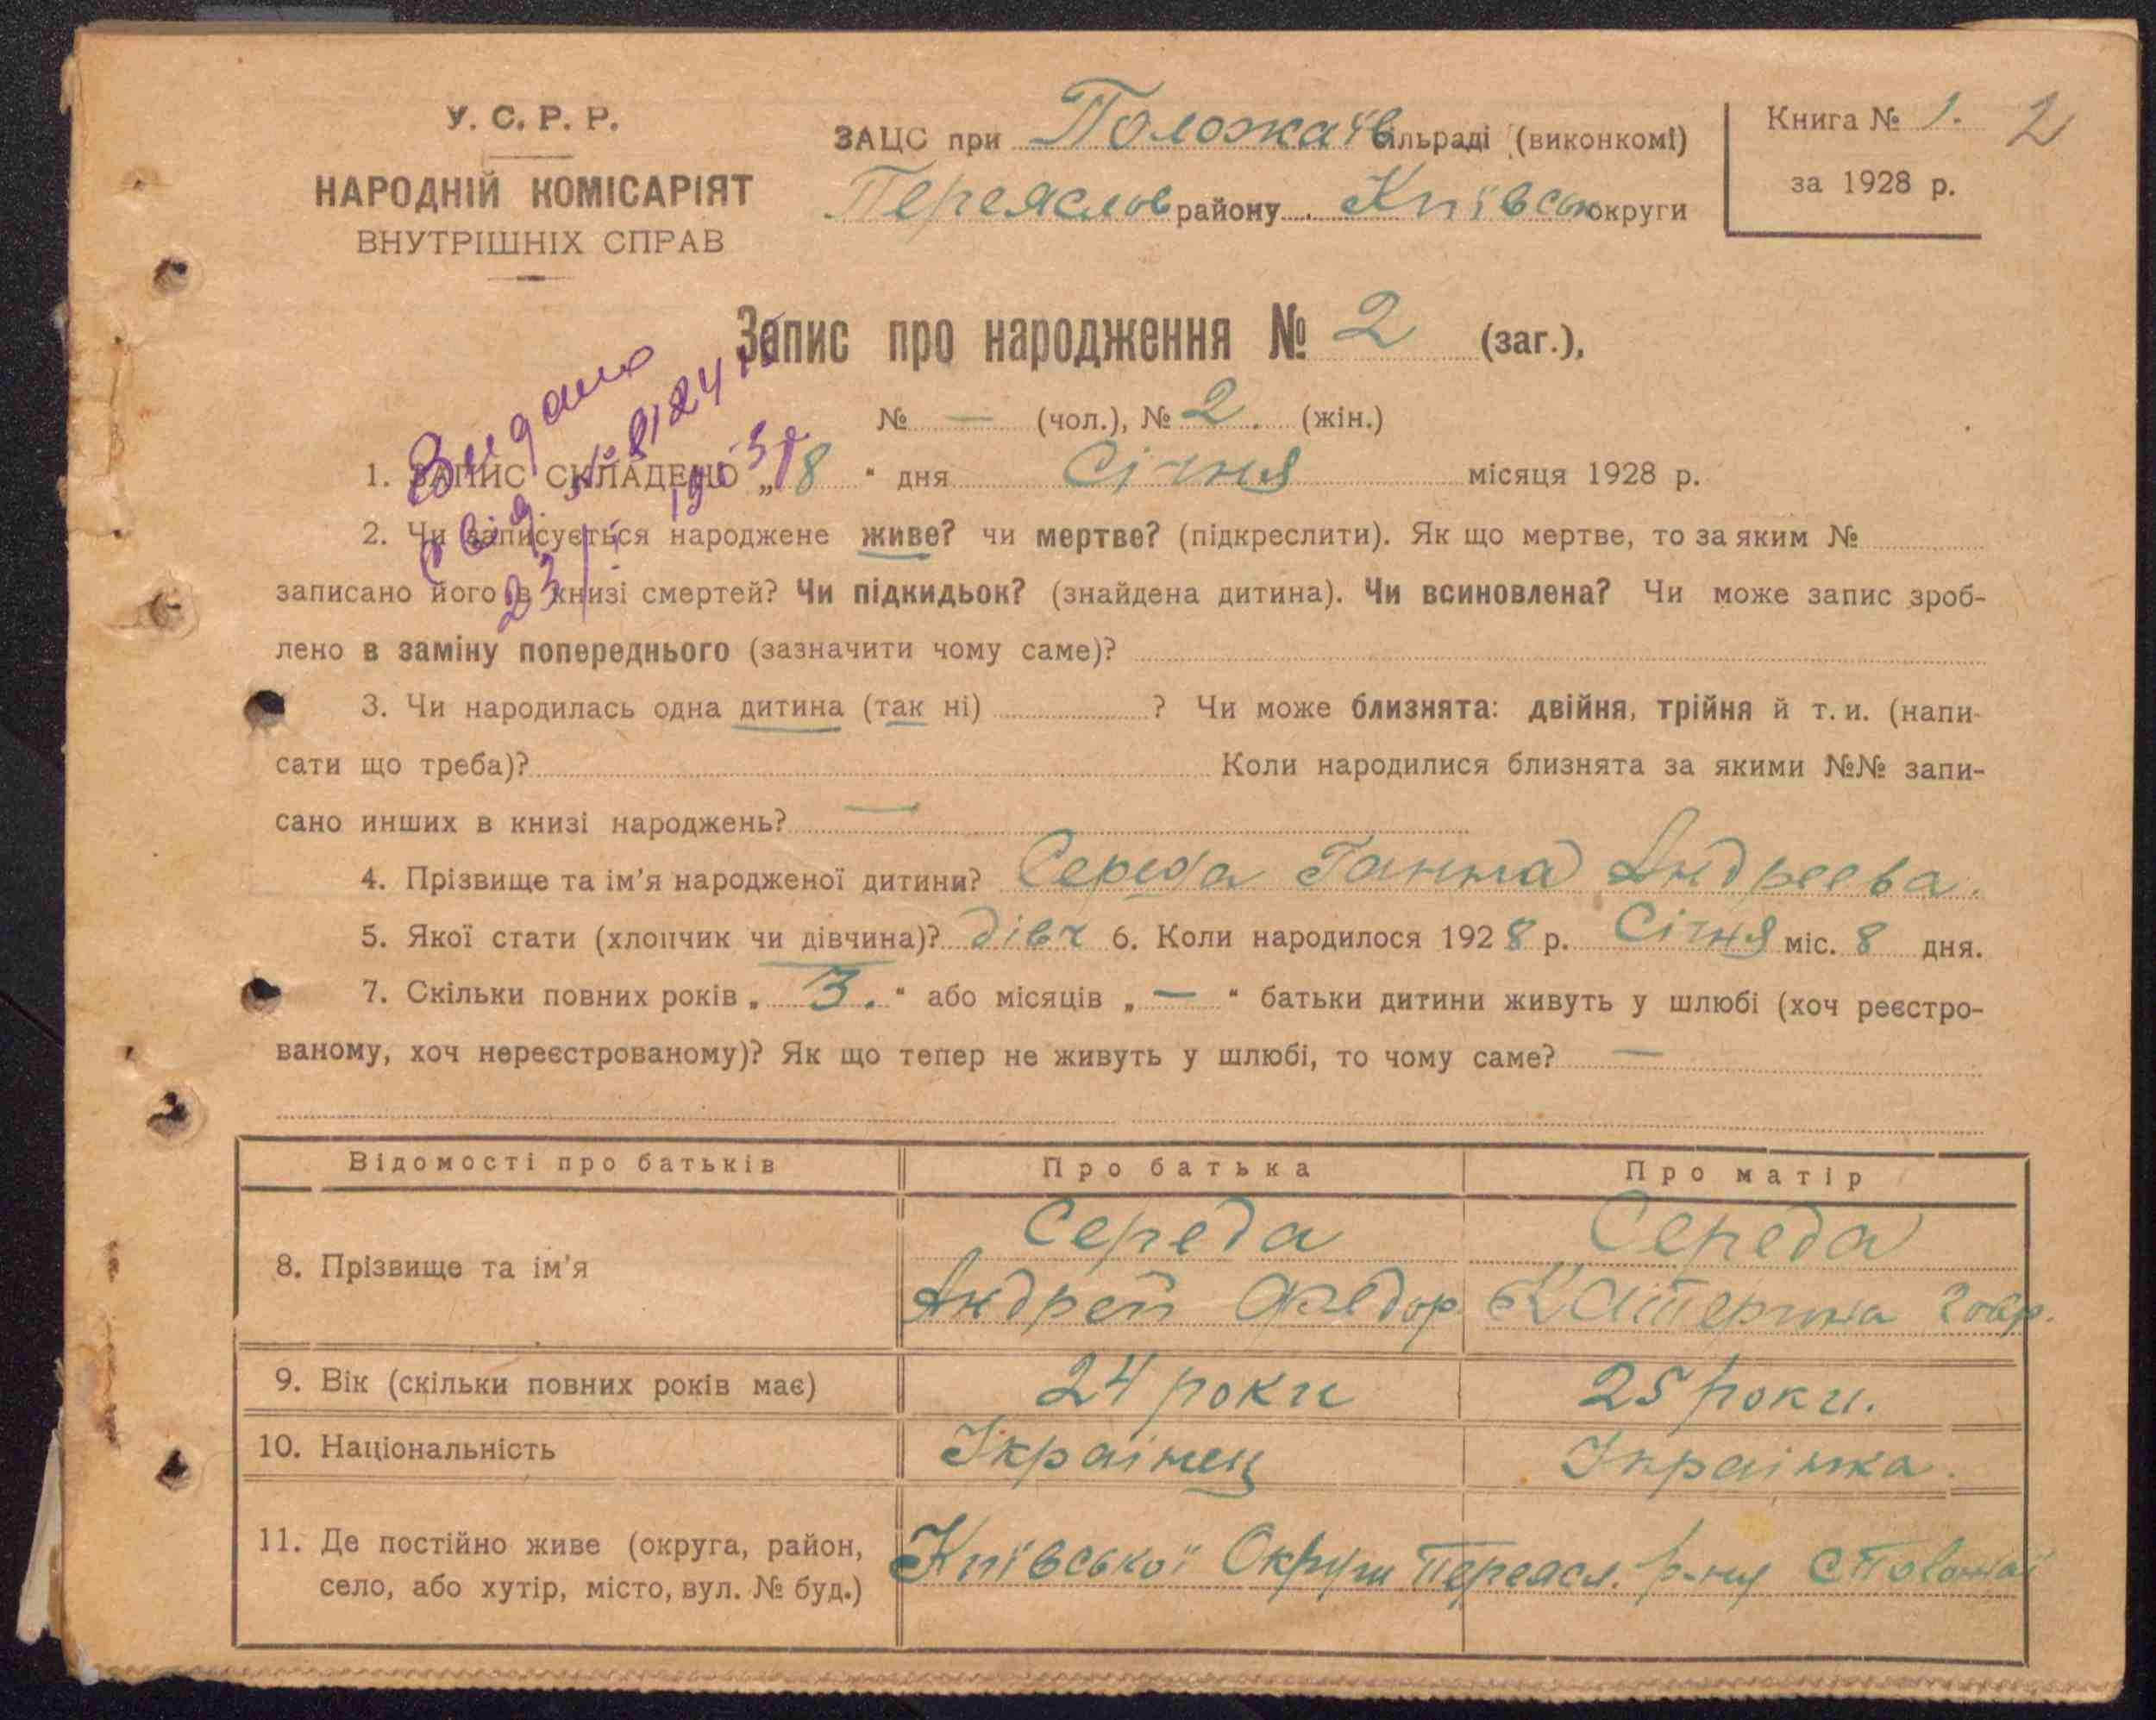 У. С. Р. Р.
НАРОДНІЙ КОМІСАРІЯТ
ВНУТРІШНІХ СПРАВ
ЗАЦС при Положаїв сільраді (виконкомі)
Переяслов району Київськ округи
Книга № 1. 2
за 1928 р.
Запис про народження № 2 (заг.),
№ — (чол.), № 2. (жін.)
Видано
1. ЗАПИС СКЛАДЕНО „ 8 " дня Січня місяця 1928 р.
2. Чи записується народжене живе? чи мертве? (підкреслити). Як що мертве, то за яким №
записано його в книзі смертей? Чи підкидьок? (знайдена дитина). Чи всиновлена? Чи може запис зроб-
лено в заміну попереднього (зазначити чому саме)?
3. Чи народилась одна дитина (так ні) ? Чи може близнята: двійня, трійня й т. и. (напи-
сати що треба)? Коли народилися близнята за якими №№ запи-
сано инших в книзі народжень? —
4. Прізвище та ім'я народженої дитини? Середа Ганна Андреева.
5. Якої стати (хлопчик чи дівчина)? дівч 6. Коли народилося 1928 р. Січня міс. 8 дня.
7. Скільки повних років „ 3. " або місяців „ — " батьки дитини живуть у шлюбі (хоч реєстро-
ваному, хоч нереєстрованому)? Як що тепер не живуть у шлюбі, то чому саме? —
Відомості про батьків Про батька Про матір
8. Прізвище та ім'я
Середа Середа
Андрей Федор Катерина
9. Вік (скільки повних років має) 24 роки 25 роки.
10. Національність Українец Українка.
11. Де постійно живе (округа, район,
село, або хутір, місто, вул. № буд.)
Київської Округи Переясл. р-ну с Положаї